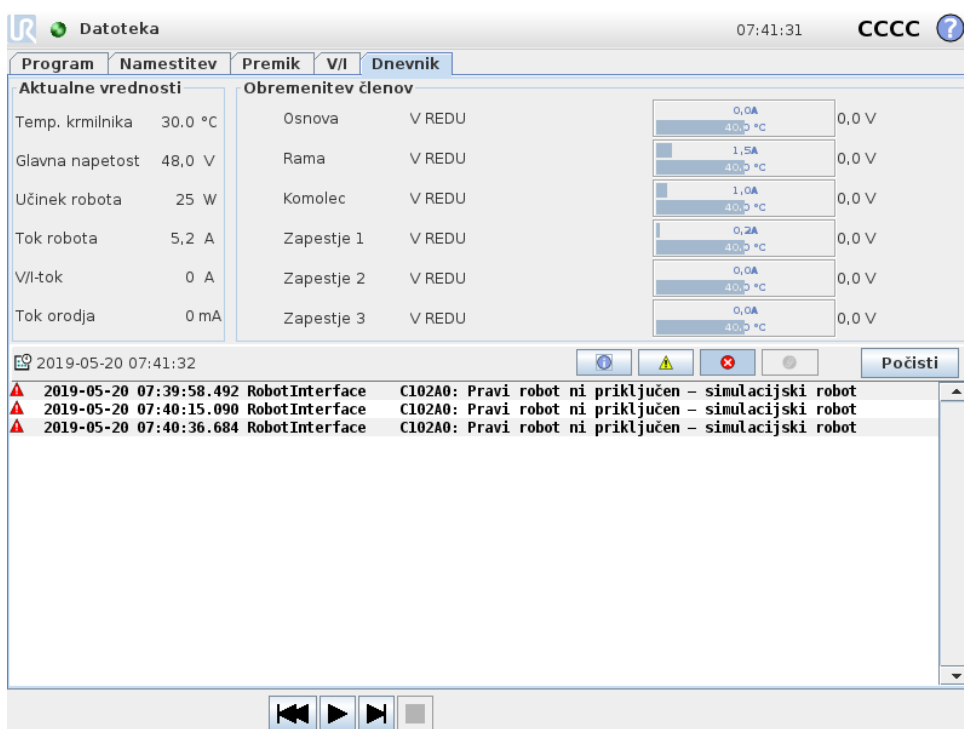 UR Datoteka 07:41:31 CCCC ?
Program Namestitev Premik V/I Dnevnik
Aktualne vrednosti Obremenitev členov
Temp. krmilnika 30.0 °C
Glavna napetost 48,0 V
Učinek robota 25 W
Tok robota 5,2 A
V/I-tok 0 A
Tok orodja 0 mA
Osnova V REDU 0,0A 40,0 °C 0,0 V
Rama V REDU 1,5A 40,0 °C 0,0 V
Komolec V REDU 1,0A 40,0 °C 0,0 V
Zapestje 1 V REDU 0,2A 40,0 °C 0,0 V
Zapestje 2 V REDU 0,0A 40,0 °C 0,0 V
Zapestje 3 V REDU 0,0A 40,0 °C 0,0 V
2019-05-20 07:41:32 Počisti
2019-05-20 07:39:58.492 RobotInterface C102A0: Pravi robot ni priključen – simulacijski robot
2019-05-20 07:40:15.090 RobotInterface C102A0: Pravi robot ni priključen – simulacijski robot
2019-05-20 07:40:36.684 RobotInterface C102A0: Pravi robot ni priključen – simulacijski robot